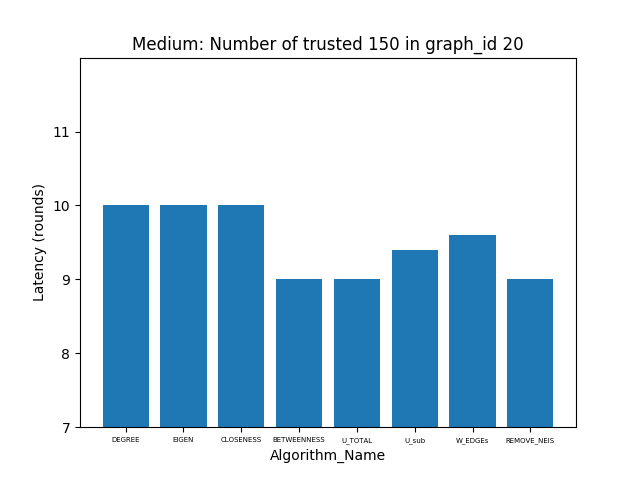 Medium: Number of trusted 150 in graph_id 20
Latency (rounds)
11
10
9
8
7
DEGREE EIGEN CLOSENESS BETWEENNESS U_TOTAL U_sub W_EDGEs REMOVE_NEIS
Algorithm_Name